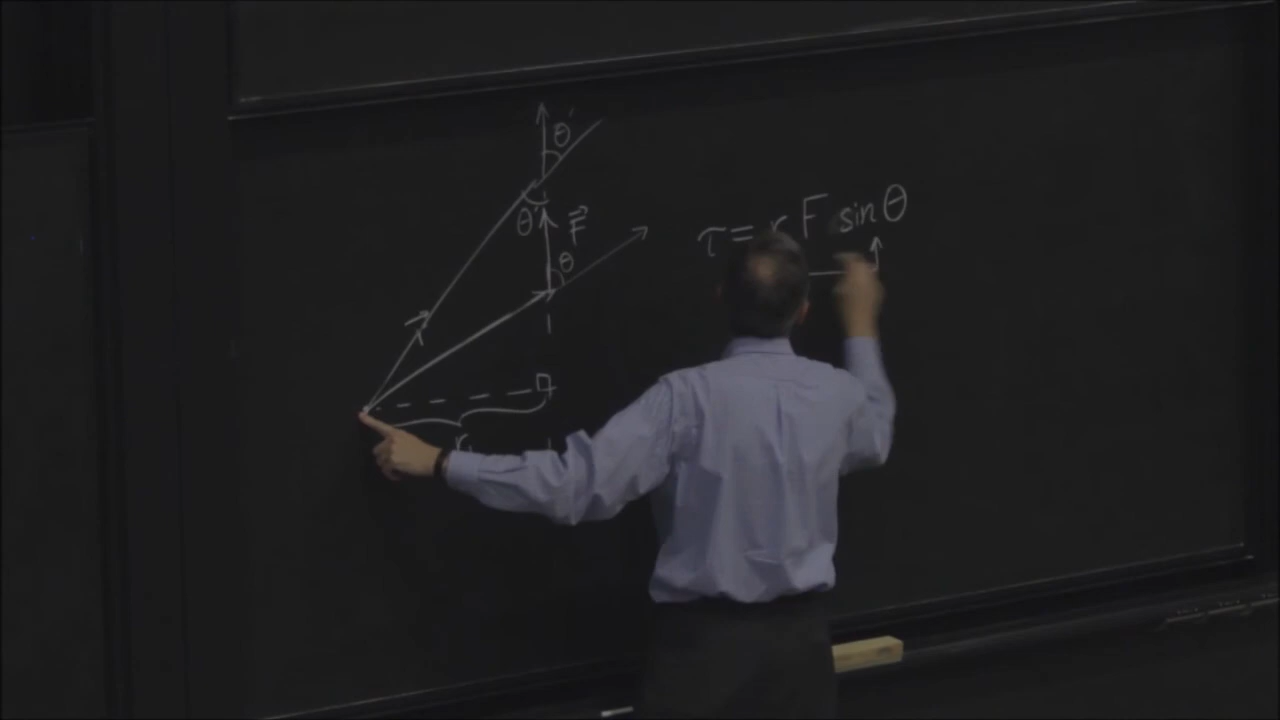 θ'
θ'
F⃗
θ
τ = r F sin θ
r